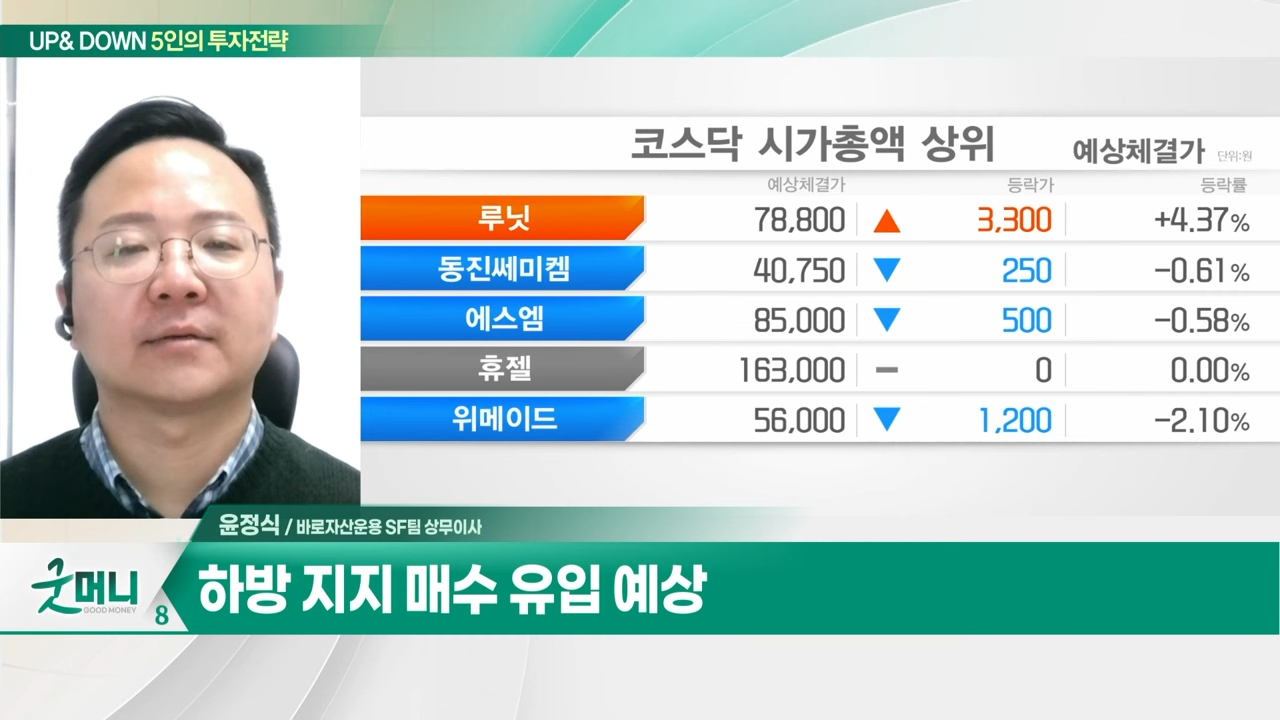 UP& DOWN 5인의 투자전략
코스닥 시가총액 상위 예상체결가 단위:원
예상체결가 등락가 등락률
루닛 78,800 ▲ 3,300 +4.37%
동진쎄미켐 40,750 ▼ 250 -0.61%
에스엠 85,000 ▼ 500 -0.58%
휴젤 163,000 - 0 0.00%
위메이드 56,000 ▼ 1,200 -2.10%
윤정식 / 바로자산운용 SF팀 상무이사
굿머니
GOOD MONEY
8
하방 지지 매수 유입 예상